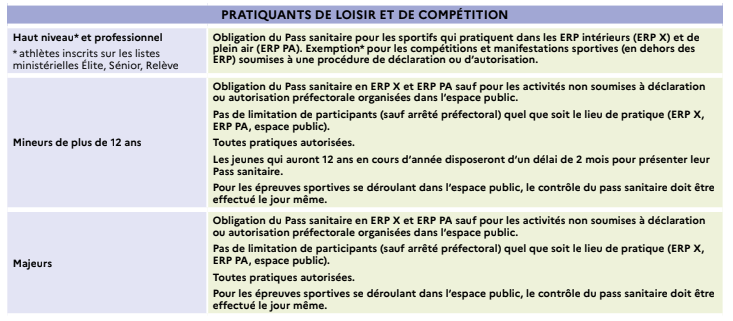 PRATIQUANTS DE LOISIR ET DE COMPÉTITION
Haut niveau* et professionnel
* athlètes inscrits sur les listes
ministérielles Élite, Sénior, Relève
Obligation du Pass sanitaire pour les sportifs qui pratiquent dans les ERP intérieurs (ERP X) et de
plein air (ERP PA). Exemption* pour les compétitions et manifestations sportives (en dehors des
ERP) soumises à une procédure de déclaration ou d'autorisation.
Mineurs de plus de 12 ans
Obligation du Pass sanitaire en ERP X et ERP PA sauf pour les activités non soumises à déclaration
ou autorisation préfectorale organisées dans l'espace public.
Pas de limitation de participants (sauf arrêté préfectoral) quel que soit le lieu de pratique (ERP X,
ERP PA, espace public).
Toutes pratiques autorisées.
Les jeunes qui auront 12 ans en cours d'année disposeront d'un délai de 2 mois pour présenter leur
Pass sanitaire.
Pour les épreuves sportives se déroulant dans l'espace public, le contrôle du pass sanitaire doit être
effectué le jour même.
Majeurs
Obligation du Pass sanitaire en ERP X et ERP PA sauf pour les activités non soumises à déclaration
ou autorisation préfectorale organisées dans l'espace public.
Pas de limitation de participants (sauf arrêté préfectoral) quel que soit le lieu de pratique (ERP X,
ERP PA, espace public).
Toutes pratiques autorisées.
Pour les épreuves sportives se déroulant dans l'espace public, le contrôle du pass sanitaire doit être
effectué le jour même.